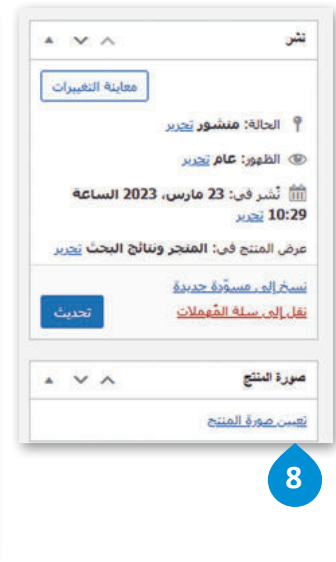 نشر
معاينة التغييرات
الحالة: منشور تحرير
الظهور: عام تحرير
نُشر في: 23 مارس، 2023 الساعة
10:29 تحرير
عرض المنتج في: المتجر ونتائج البحث تحرير
نسخ إلى مسوّدة جديدة
نقل إلى سلة المُهملات
تحديث
صورة المنتج
تعيين صورة المنتج
8